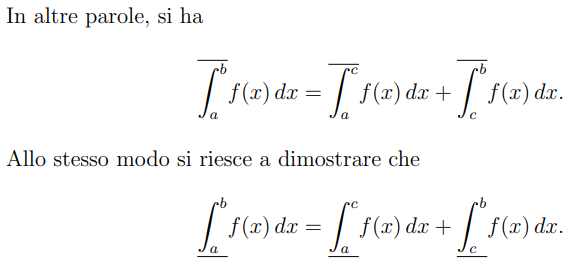 In altre parole, si ha
$\overline{\int_a^b} f(x)\,dx = \overline{\int_a^c} f(x)\,dx + \overline{\int_c^b} f(x)\,dx.$
Allo stesso modo si riesce a dimostrare che
$\underline{\int_a^b} f(x)\,dx = \underline{\int_a^c} f(x)\,dx + \underline{\int_c^b} f(x)\,dx.$